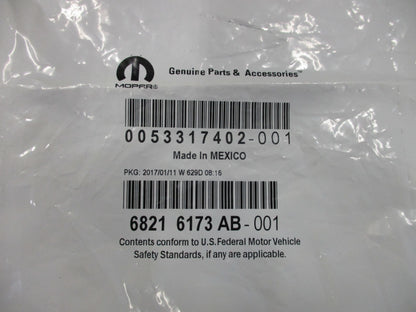 Genuine Parts & Accessories™
MOPAR®
0053317402-001
Made In MEXICO
PKG: 2017/01/11 W 629D 08:15
6821 6173 AB - 001
Contents conform to U.S. Federal Motor Vehicle
Safety Standards, if any are applicable.